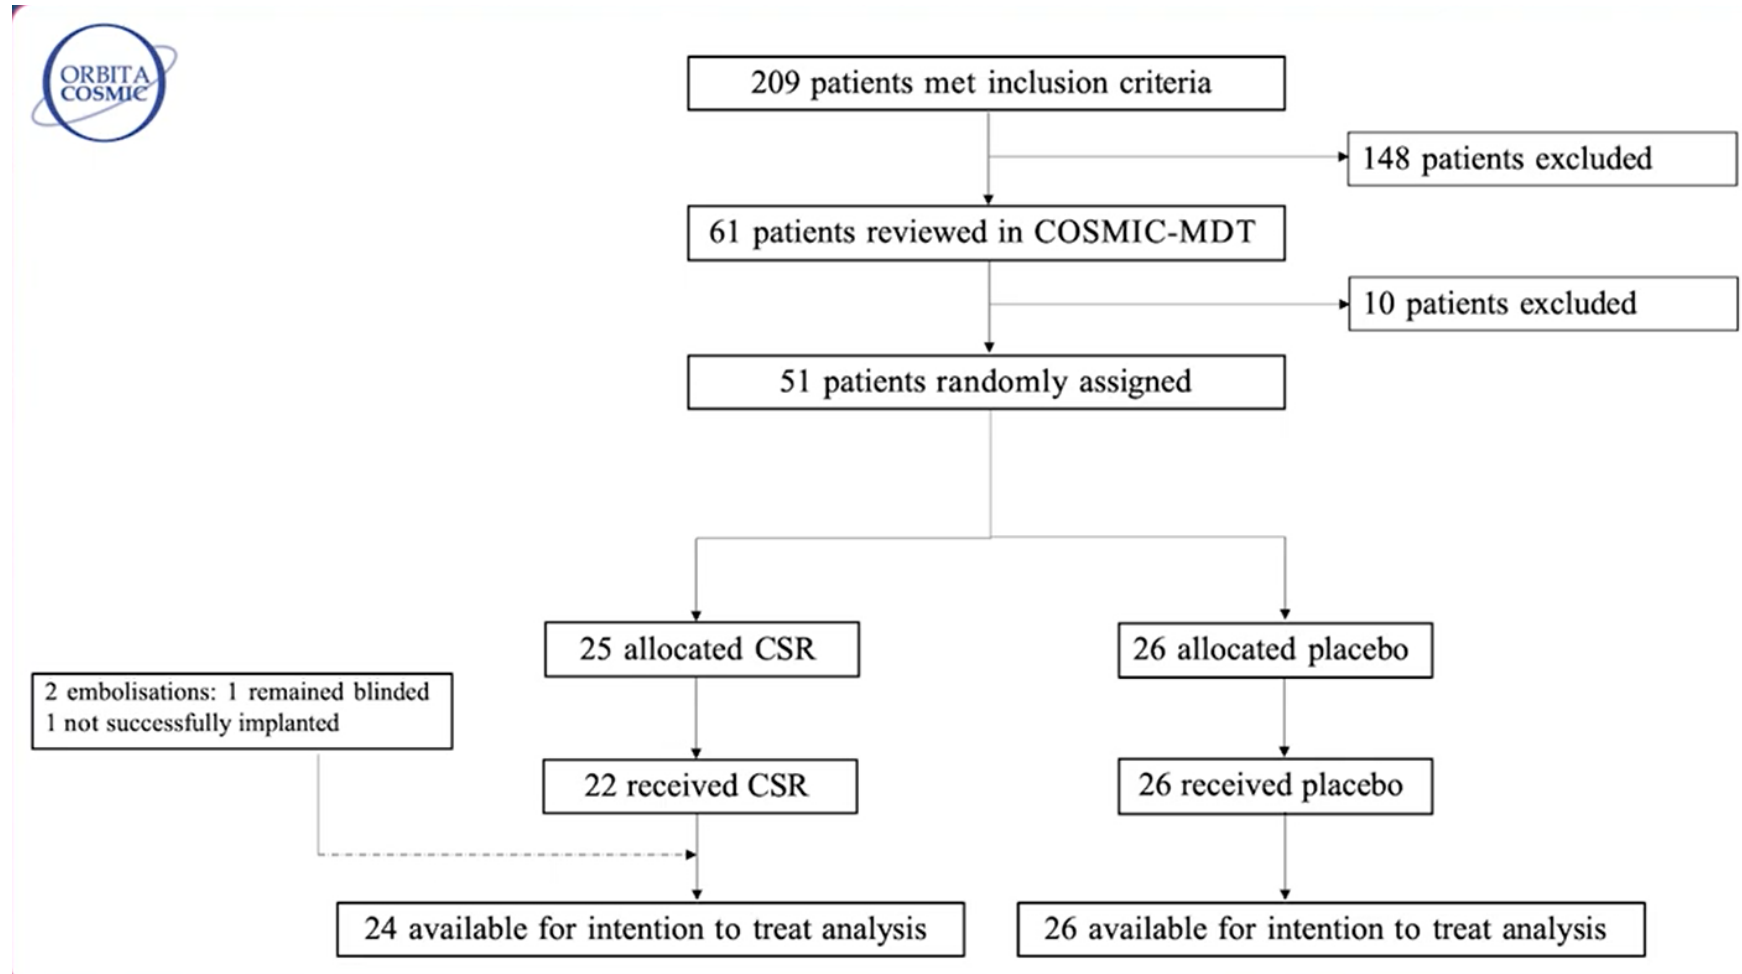 ORBITA
COSMIC
209 patients met inclusion criteria
148 patients excluded
61 patients reviewed in COSMIC-MDT
10 patients excluded
51 patients randomly assigned
25 allocated CSR
26 allocated placebo
2 embolisations: 1 remained blinded
1 not successfully implanted
22 received CSR
26 received placebo
24 available for intention to treat analysis
26 available for intention to treat analysis